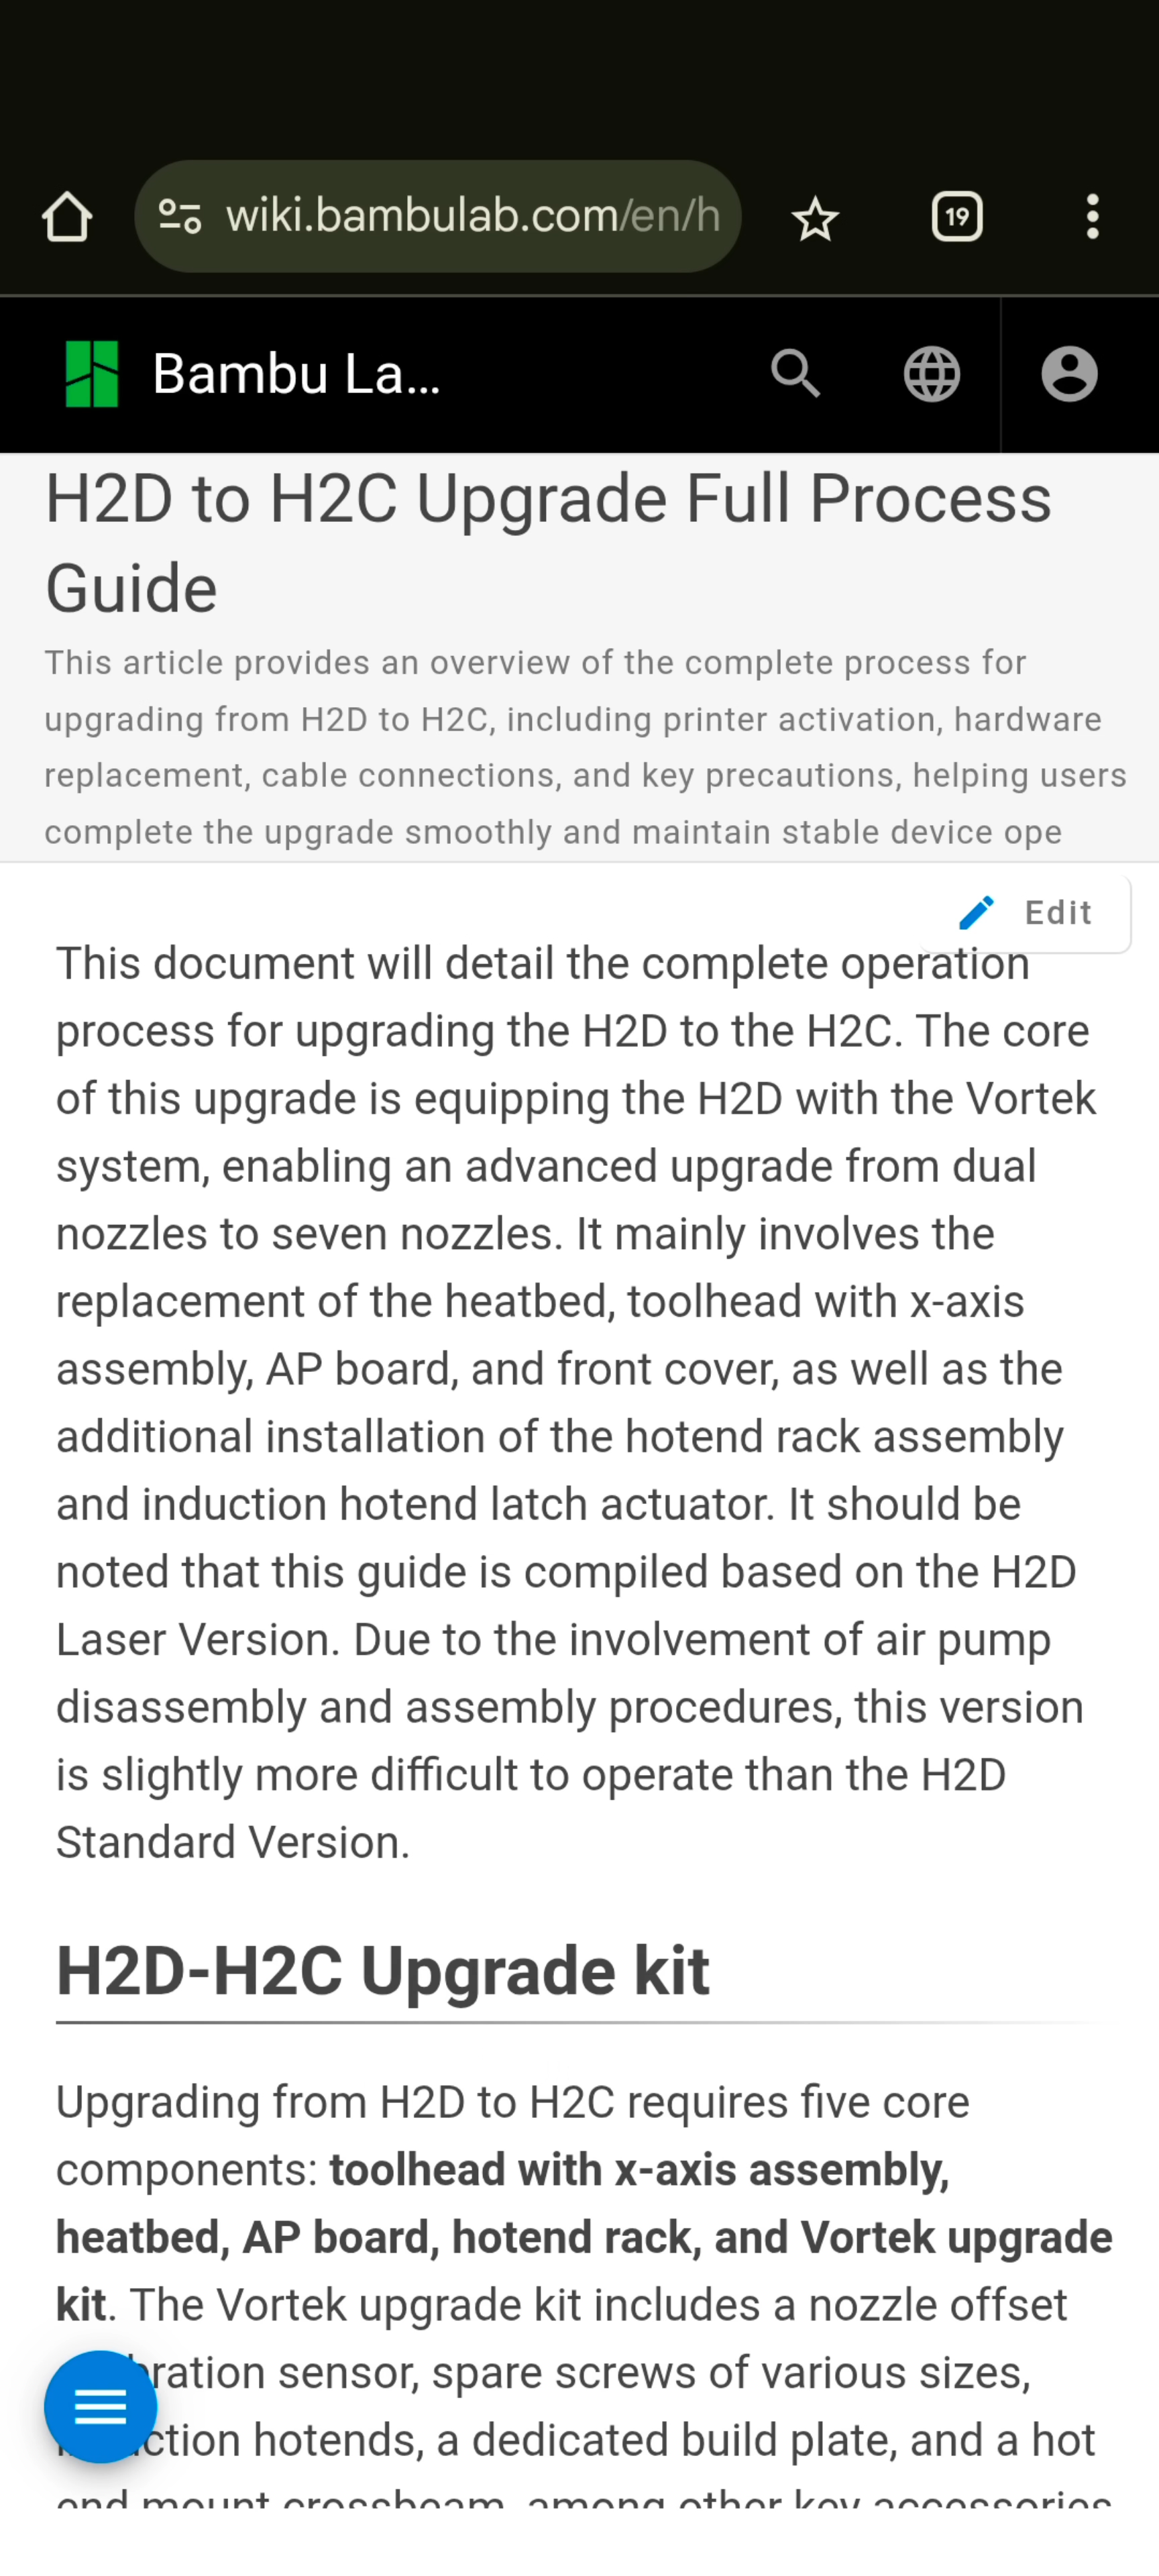 wiki.bambulab.com/en/h
19
Bambu La...
H2D to H2C Upgrade Full Process
Guide
This article provides an overview of the complete process for
upgrading from H2D to H2C, including printer activation, hardware
replacement, cable connections, and key precautions, helping users
complete the upgrade smoothly and maintain stable device ope
Edit
This document will detail the complete operation
process for upgrading the H2D to the H2C. The core
of this upgrade is equipping the H2D with the Vortek
system, enabling an advanced upgrade from dual
nozzles to seven nozzles. It mainly involves the
replacement of the heatbed, toolhead with x-axis
assembly, AP board, and front cover, as well as the
additional installation of the hotend rack assembly
and induction hotend latch actuator. It should be
noted that this guide is compiled based on the H2D
Laser Version. Due to the involvement of air pump
disassembly and assembly procedures, this version
is slightly more difficult to operate than the H2D
Standard Version.
H2D-H2C Upgrade kit
Upgrading from H2D to H2C requires five core
components: toolhead with x-axis assembly,
heatbed, AP board, hotend rack, and Vortek upgrade
kit. The Vortek upgrade kit includes a nozzle offset
bration sensor, spare screws of various sizes,
ction hotends, a dedicated build plate, and a hot
end mount crossbeam, among other key accessories